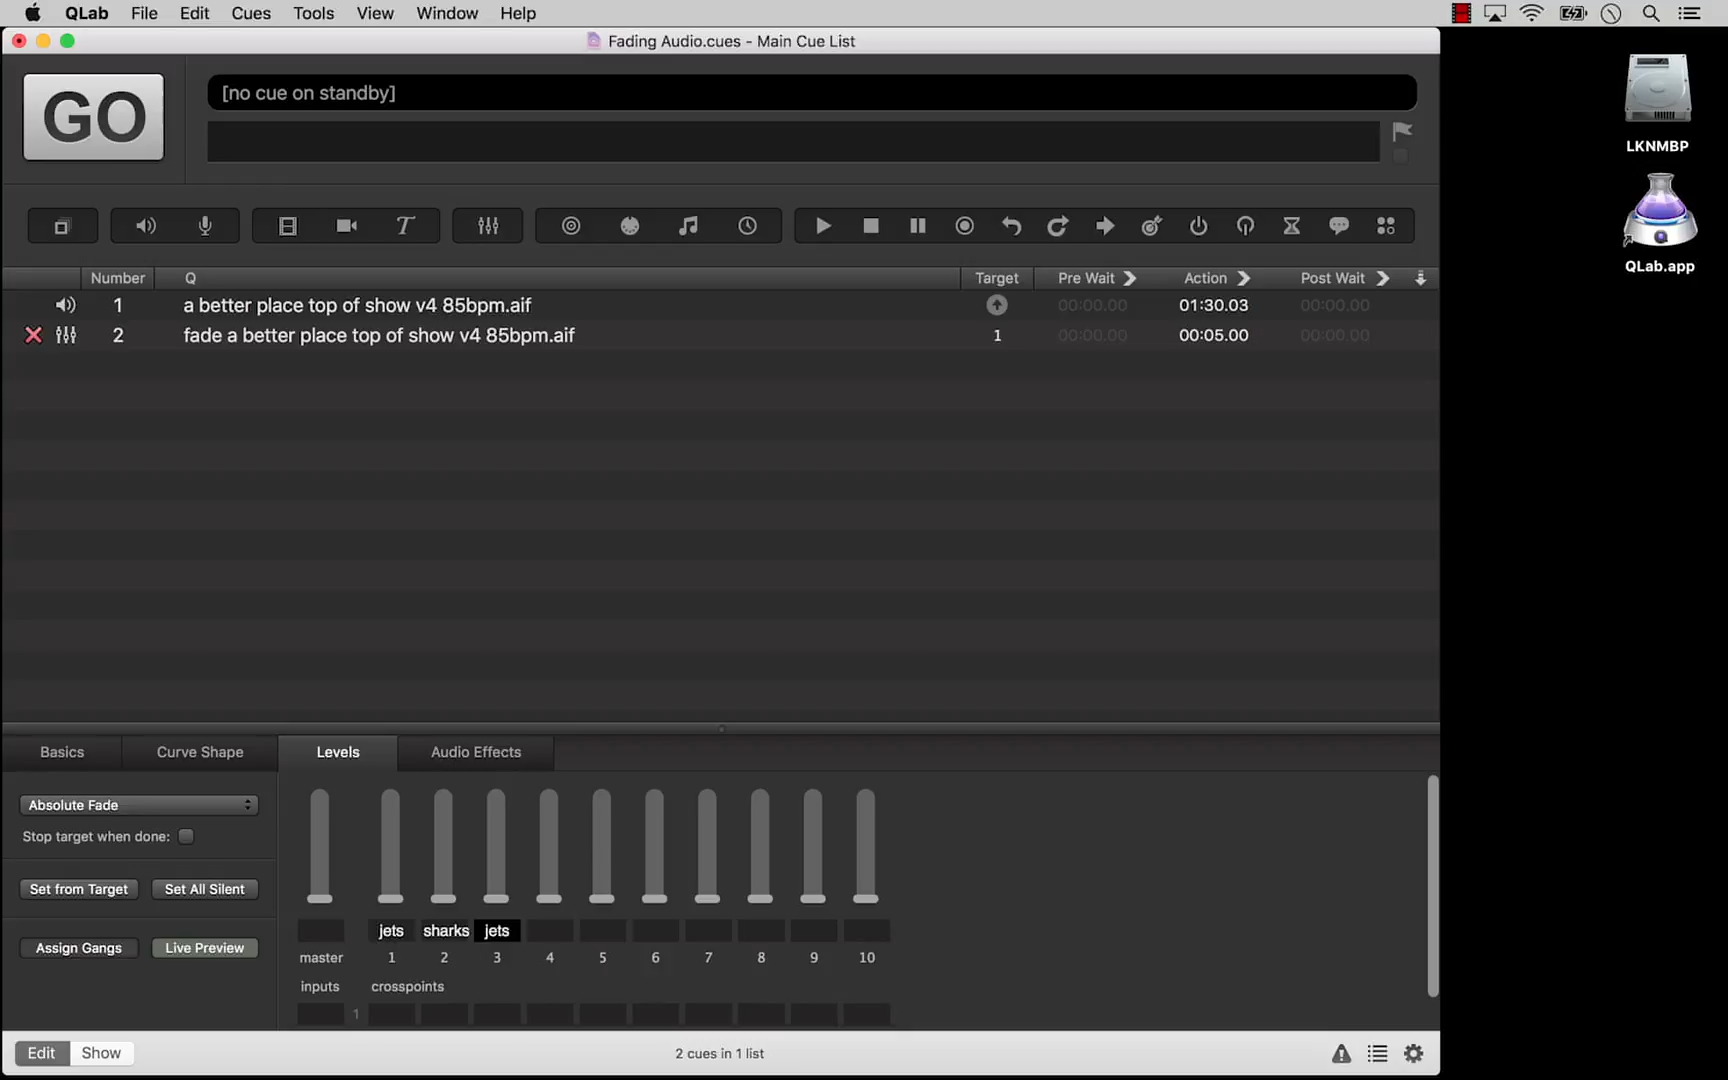 QLab File Edit Cues Tools View Window Help
Fading Audio.cues - Main Cue List
GO
[no cue on standby]
LKNMBP
QLab.app
Number Q Target Pre Wait Action Post Wait
1 a better place top of show v4 85bpm.aif 00:00.00 01:30.03 00:00.00
2 fade a better place top of show v4 85bpm.aif 1 00:00.00 00:05.00 00:00.00
Basics Curve Shape Levels Audio Effects
Absolute Fade
Stop target when done:
Set from Target Set All Silent
Assign Gangs Live Preview
jets sharks jets
master 1 2 3 4 5 6 7 8 9 10
inputs crosspoints
1
Edit Show 2 cues in 1 list